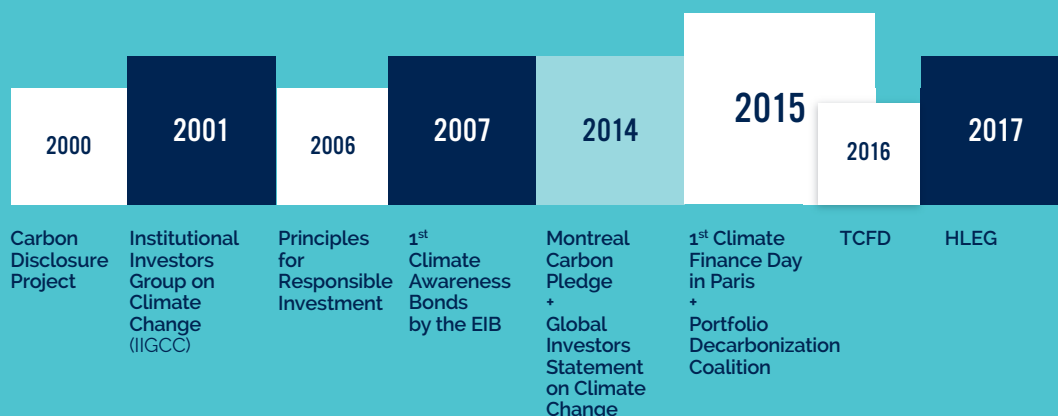 2000
2001
2006
2007
2014
2015
2016
2017
Carbon
Disclosure
Project
Institutional
Investors
Group on
Climate
Change
(IIGCC)
Principles
for
Responsible
Investment
1st
Climate
Awareness
Bonds
by the EIB
Montreal
Carbon
Pledge
+
Global
Investors
Statement
on Climate
Change
1st Climate
Finance Day
in Paris
+
Portfolio
Decarbonization
Coalition
TCFD
HLEG